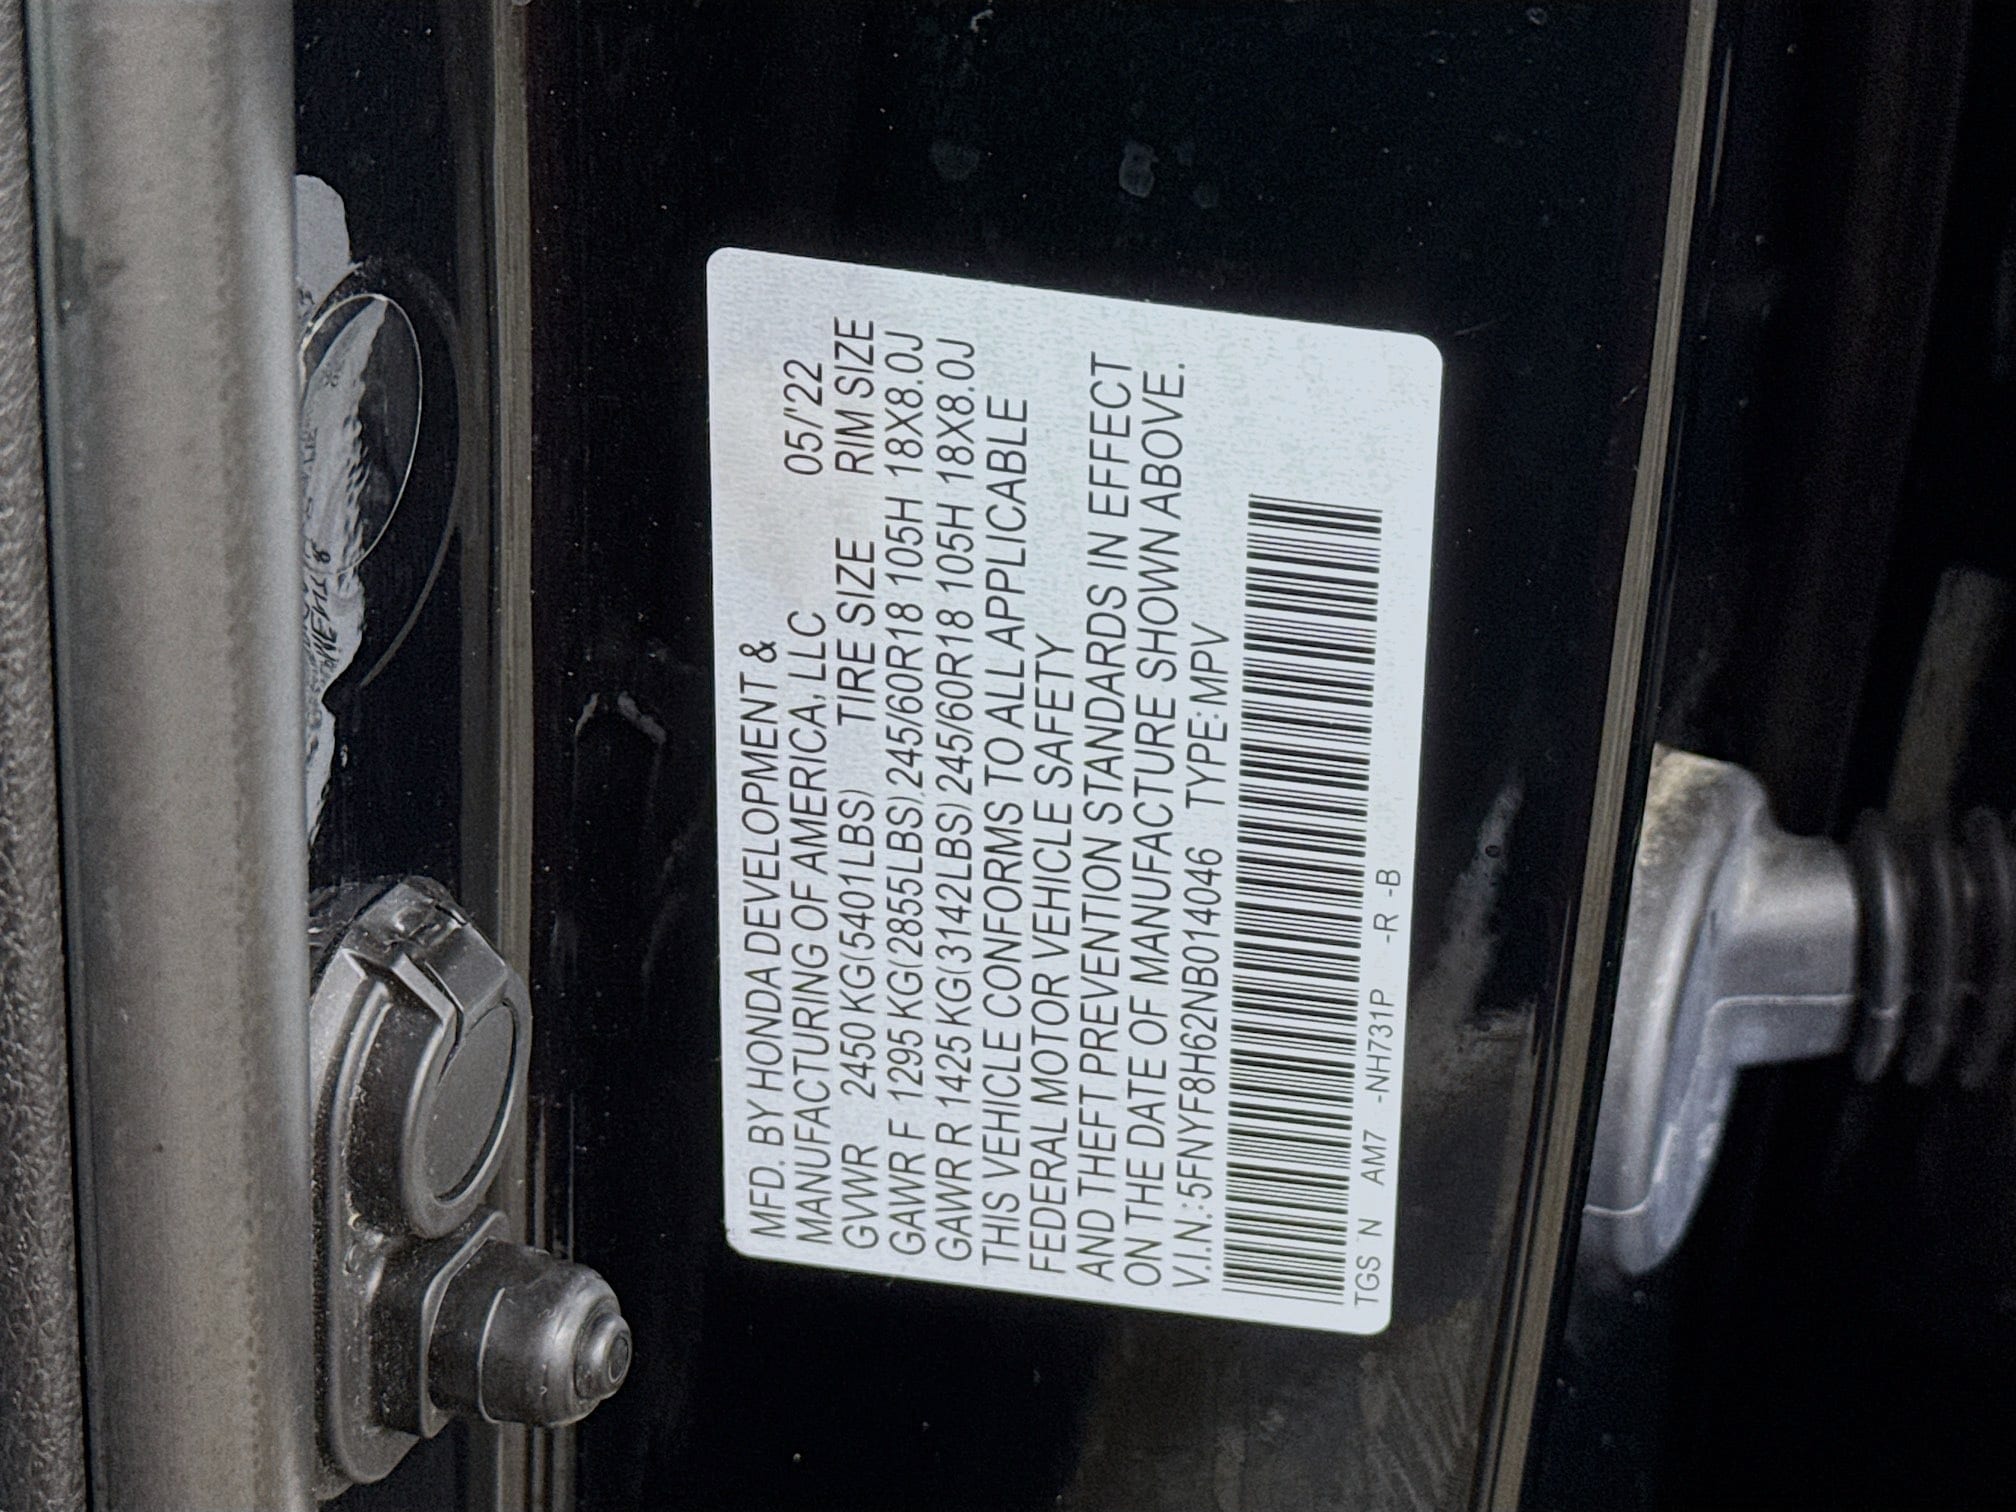 MFD. BY HONDA DEVELOPMENT &
MANUFACTURING OF AMERICA, LLC 05/'22
GVWR 2450 KG(5401LBS) TIRE SIZE RIM SIZE
GAWR F 1295 KG(2855LBS) 245/60R18 105H 18X8.0J
GAWR R 1425 KG(3142LBS) 245/60R18 105H 18X8.0J
THIS VEHICLE CONFORMS TO ALL APPLICABLE
FEDERAL MOTOR VEHICLE SAFETY
AND THEFT PREVENTION STANDARDS IN EFFECT
ON THE DATE OF MANUFACTURE SHOWN ABOVE.
V.I.N.:5FNYF8H62NB014046 TYPE:MPV
TGS N AM7 -NH731P -R -B